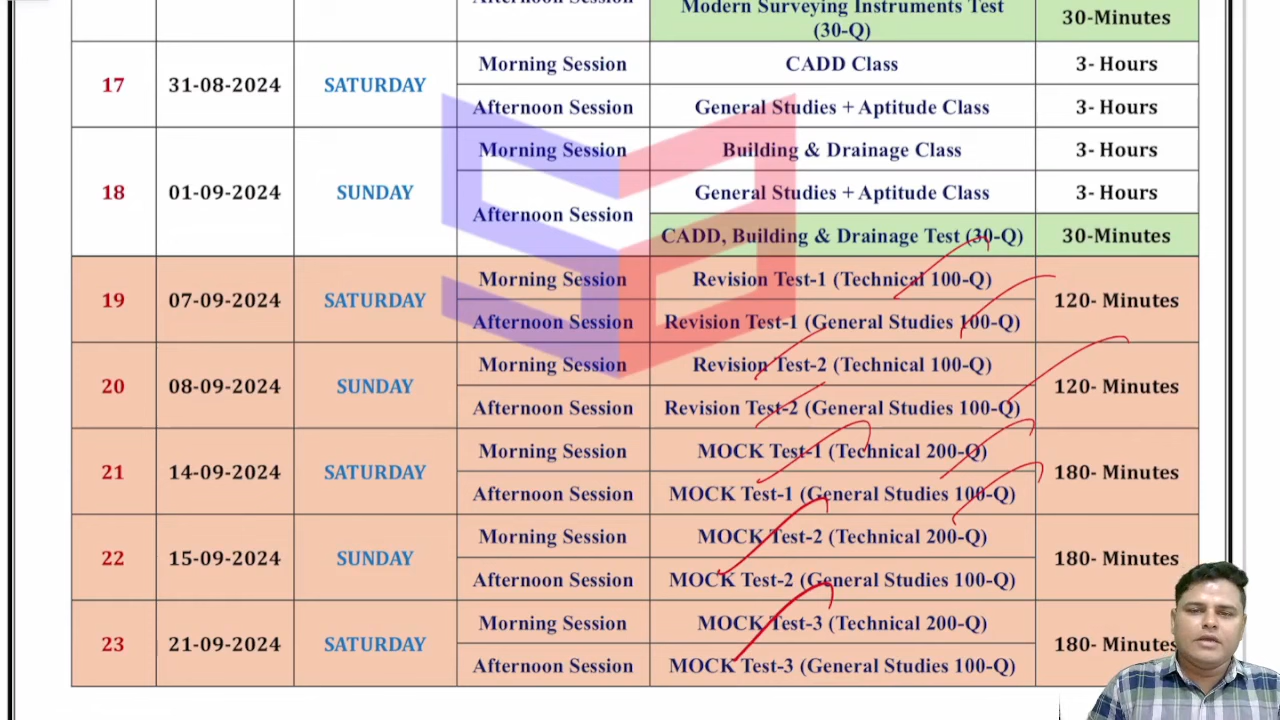 Afternoon Session
Modern Surveying Instruments Test
(30-Q)
30-Minutes
17
31-08-2024
SATURDAY
Morning Session
CADD Class
3- Hours
Afternoon Session
General Studies + Aptitude Class
3- Hours
18
01-09-2024
SUNDAY
Morning Session
Building & Drainage Class
3- Hours
Afternoon Session
General Studies + Aptitude Class
3- Hours
CADD, Building & Drainage Test (30-Q)
30-Minutes
19
07-09-2024
SATURDAY
Morning Session
Revision Test-1 (Technical 100-Q)
120- Minutes
Afternoon Session
Revision Test-1 (General Studies 100-Q)
20
08-09-2024
SUNDAY
Morning Session
Revision Test-2 (Technical 100-Q)
120- Minutes
Afternoon Session
Revision Test-2 (General Studies 100-Q)
21
14-09-2024
SATURDAY
Morning Session
MOCK Test-1 (Technical 200-Q)
180- Minutes
Afternoon Session
MOCK Test-1 (General Studies 100-Q)
22
15-09-2024
SUNDAY
Morning Session
MOCK Test-2 (Technical 200-Q)
180- Minutes
Afternoon Session
MOCK Test-2 (General Studies 100-Q)
23
21-09-2024
SATURDAY
Morning Session
MOCK Test-3 (Technical 200-Q)
180- Minutes
Afternoon Session
MOCK Test-3 (General Studies 100-Q)